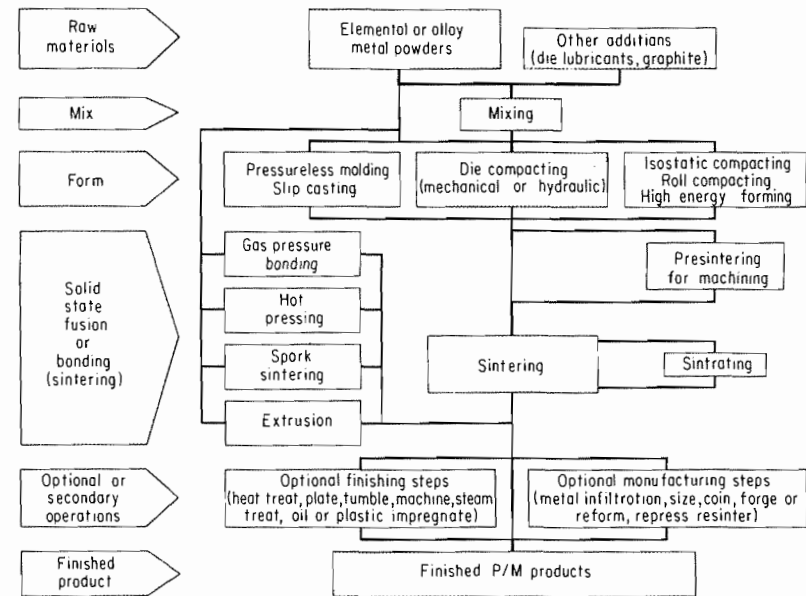 Raw
materials
Elemental or alloy
metal powders
Other additions
(die lubricants, graphite)
Mix
Mixing
Form
Pressureless molding
Slip casting
Die compacting
(mechanical or hydraulic)
Isostatic compacting
Roll compacting
High energy forming
Solid
state
fusion
or
bonding
(sintering)
Gas pressure
bonding
Presintering
for machining
Hot
pressing
Spork
sintering
Sintering
Sintrating
Extrusion
Optional or
secondary
operations
Optional finishing steps
(heat treat, plate, tumble, machine, steam
treat, oil or plastic impregnate)
Optional manufacturing steps
(metal infiltrotion, size, coin, forge or
reform, repress resinter)
Finished
product
Finished P/M products